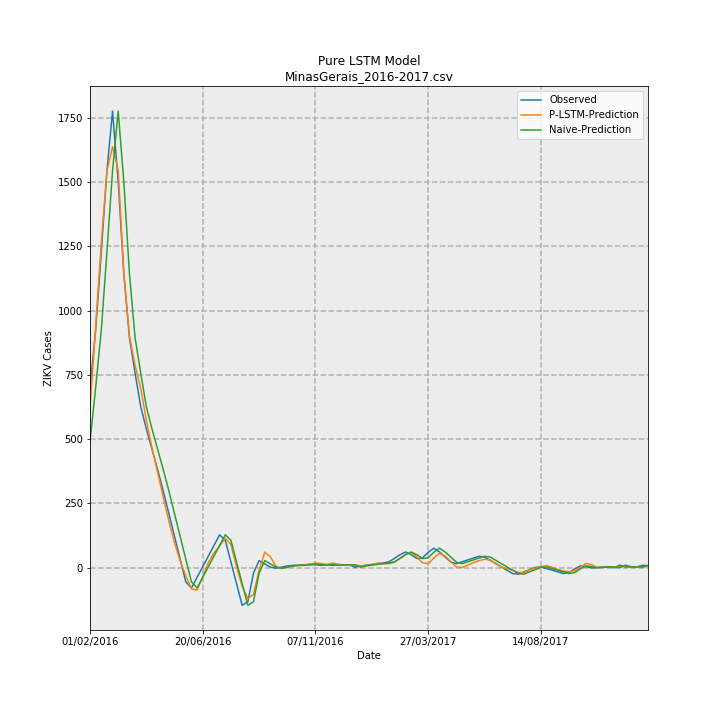 Pure LSTM Model
MinasGerais_2016-2017.csv
Observed
P-LSTM-Prediction
Naive-Prediction
ZIKV Cases
1750
1500
1250
1000
750
500
250
0
01/02/2016
20/06/2016
07/11/2016
27/03/2017
14/08/2017
Date